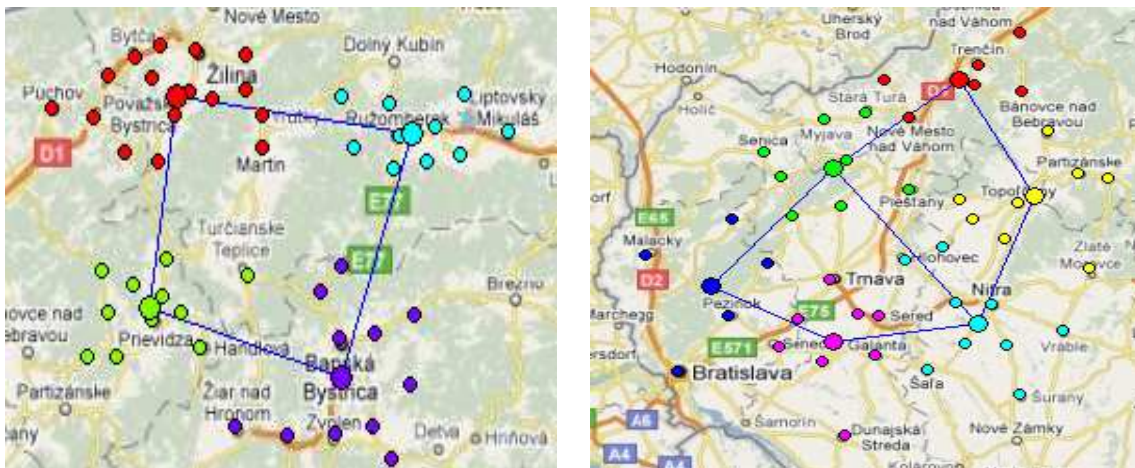 Nové Mesto
Bytča
Dolný Kubín
Žilina
Púchov
Považská
Bystrica
Ružomberok
Liptovský
Mikuláš
D1
Martin
E77
Turčianske
Teplice
E77
Brezno
Prievidza
Handlová
Banská
Bystrica
Partizánske
Žiar nad
Hronom
Zvolen
Detva
Hriňová
Uherský
Brod
nad Váhom
Trenčín
Hodonín
Holíč
Stará Turá
D1
Bánovce nad
Bebravou
Myjava
Nové Mesto
nad Váhom
Senica
Partizánske
Topoľčany
Piešťany
E65
Malacky
Hlohovec
Zlaté
Moravce
D2
Trnava
Nitra
Pezinok
E75
Marchegg
Sereď
Vráble
E571
Senec
Galanta
Bratislava
Šaľa
Šurany
A6
Šamorín
Dunajská
Streda
Nové Zámky
A4
A4
Kolárovo